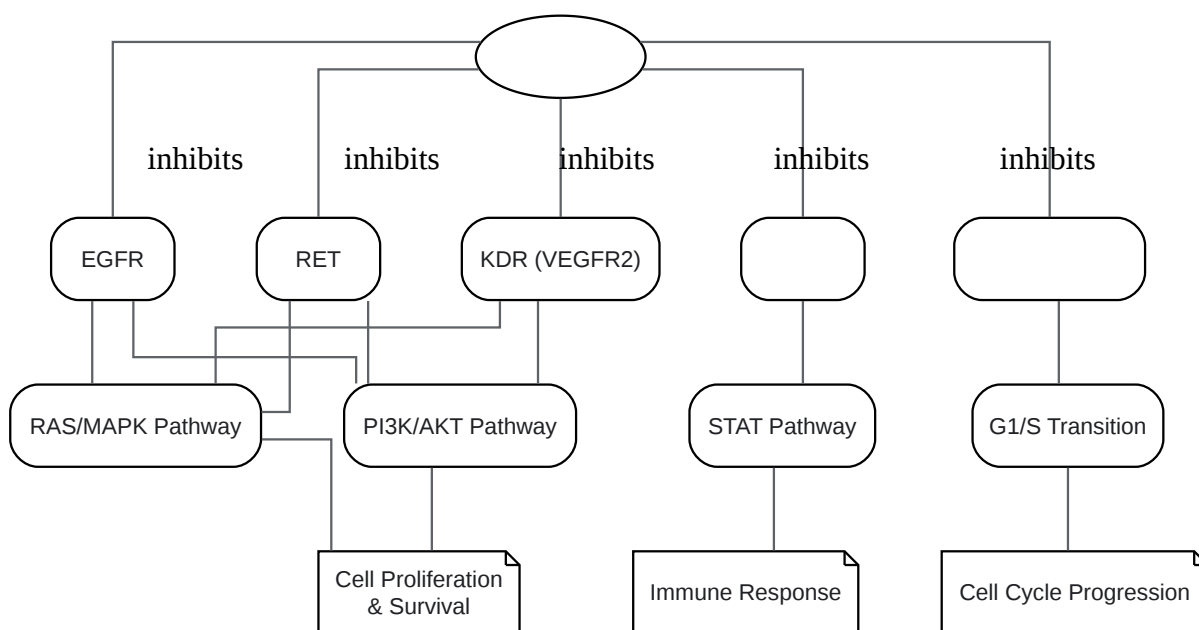 inhibits
inhibits
inhibits
inhibits
inhibits
EGFR
RET
KDR (VEGFR2)
RAS/MAPK Pathway
PI3K/AKT Pathway
STAT Pathway
G1/S Transition
Cell Proliferation
& Survival
Immune Response
Cell Cycle Progression